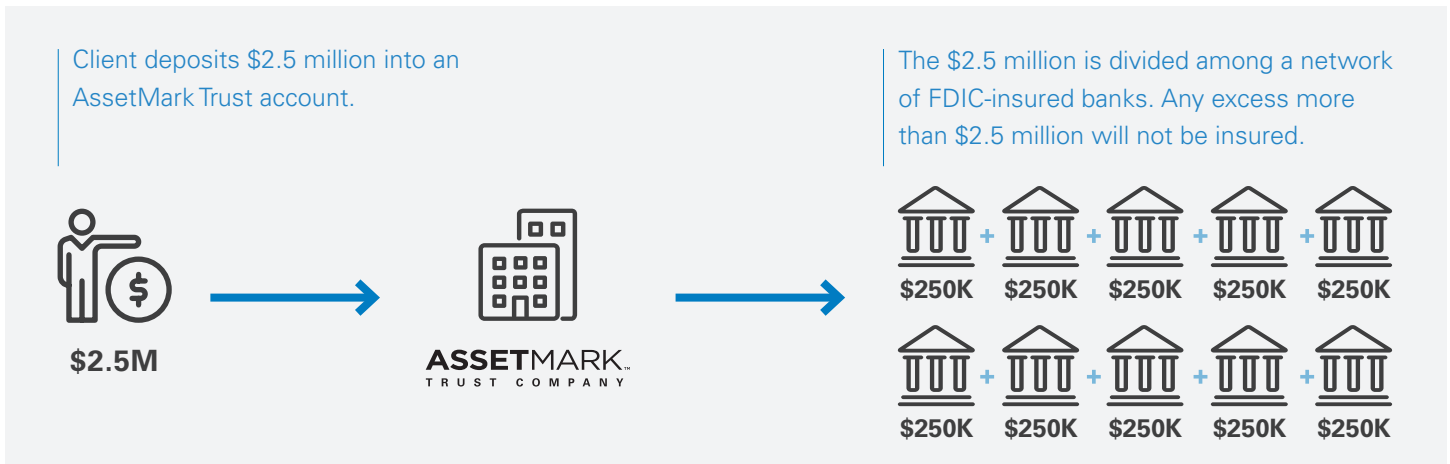 Client deposits $2.5 million into an
AssetMark Trust account.
The $2.5 million is divided among a network
of FDIC-insured banks. Any excess more
than $2.5 million will not be insured.
$
$2.5M
ASSETMARK™
TRUST COMPANY
+ + + +
$250K $250K $250K $250K $250K
+ + + +
$250K $250K $250K $250K $250K